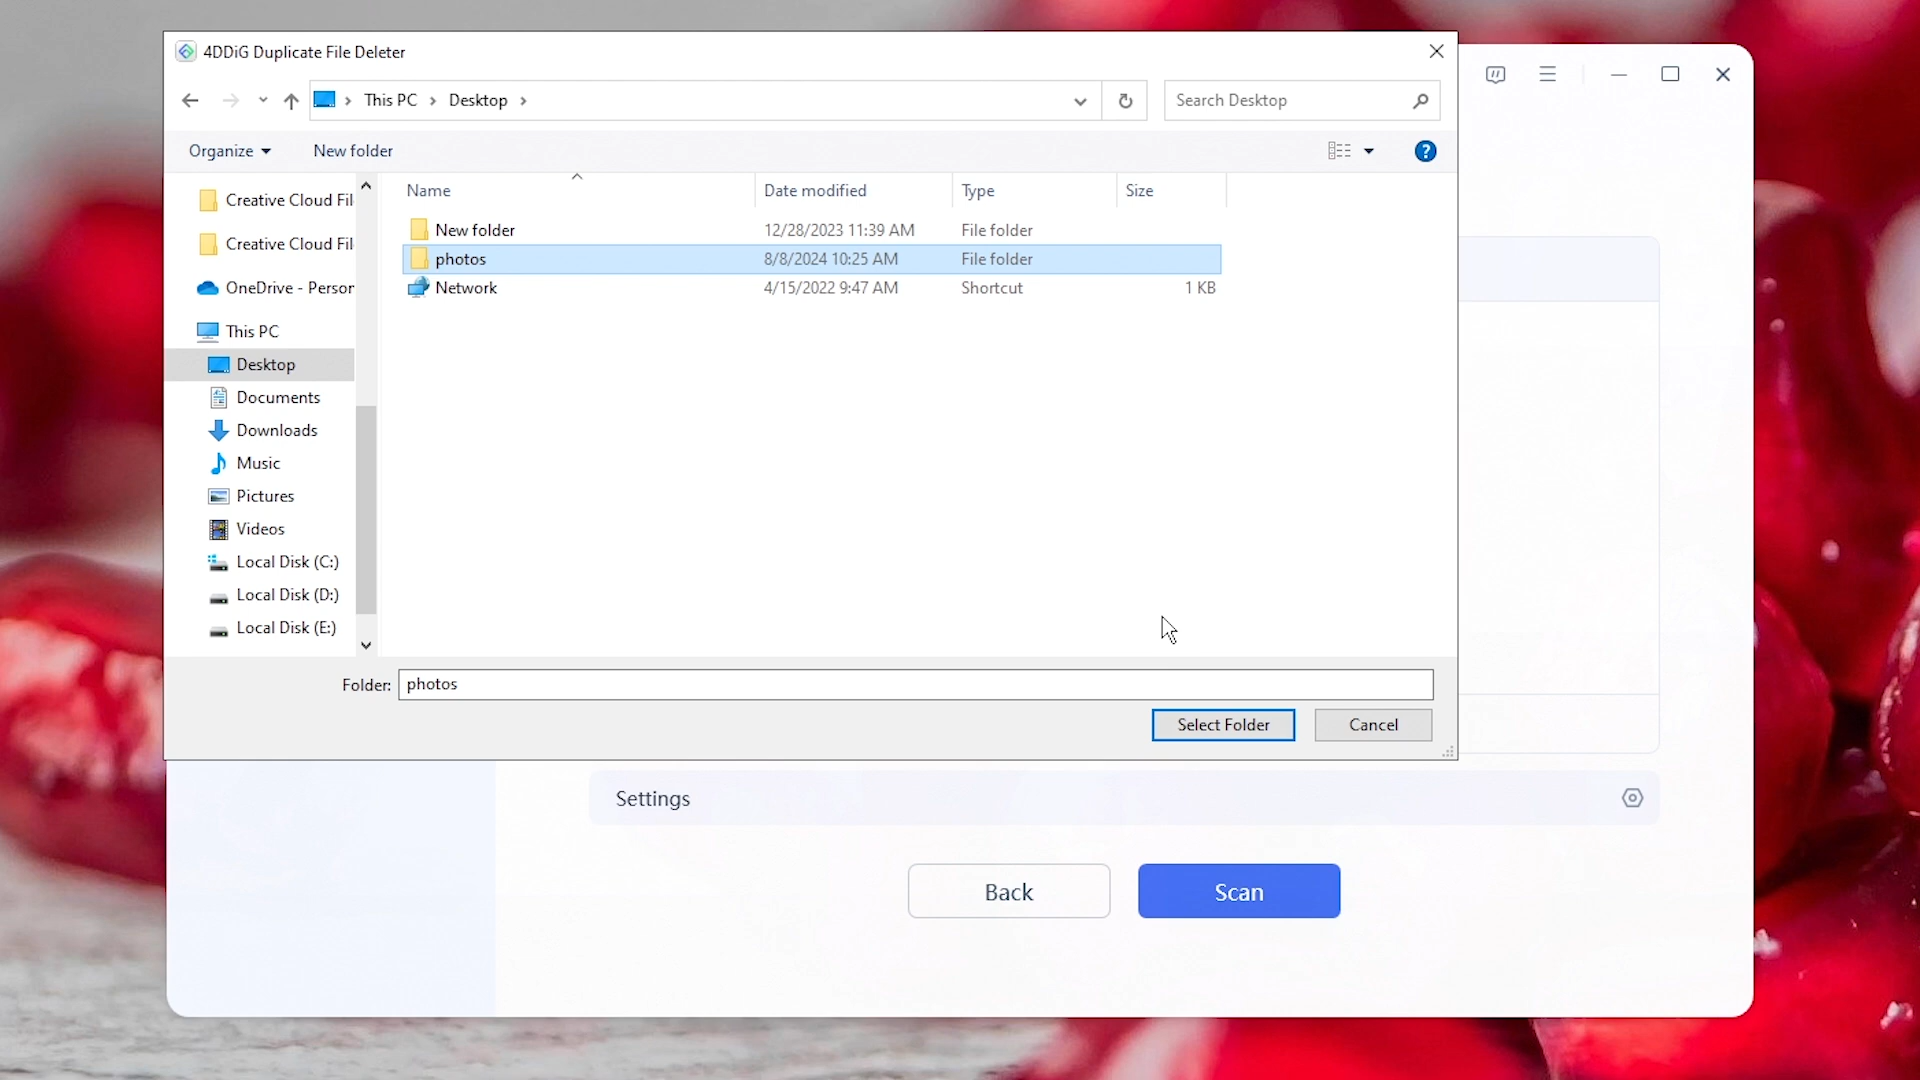 4DDiG Duplicate File Deleter
This PC Desktop
Search Desktop
Organize New folder
Name Date modified Type Size
Creative Cloud Fil
Creative Cloud Fil
OneDrive - Person
This PC
Desktop
Documents
Downloads
Music
Pictures
Videos
Local Disk (C:)
Local Disk (D:)
Local Disk (E:)
New folder 12/28/2023 11:39 AM File folder
photos 8/8/2024 10:25 AM File folder
Network 4/15/2022 9:47 AM Shortcut 1 KB
Folder: photos
Select Folder Cancel
Settings
Back Scan